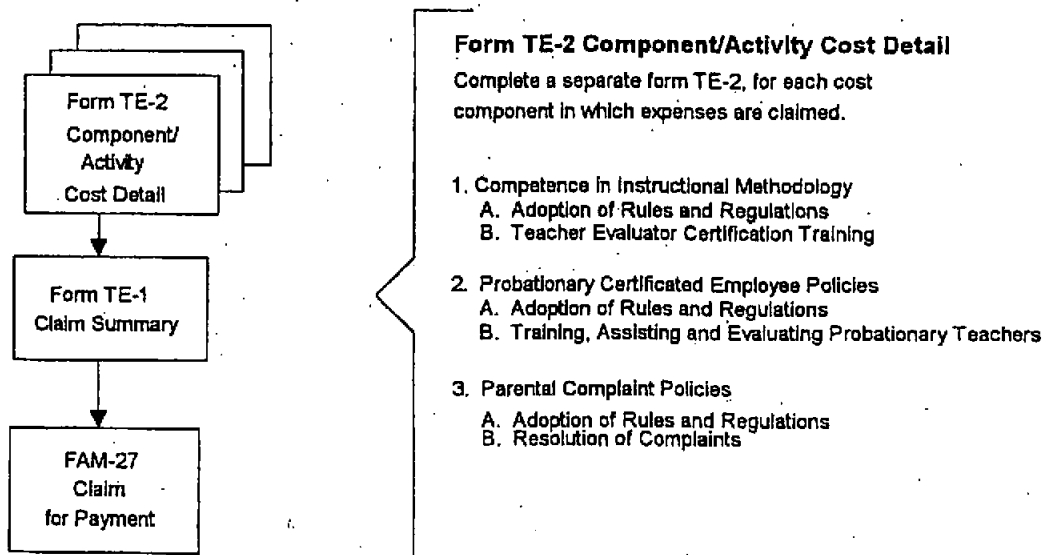 Form TE-2
Component/
Activity
Cost Detail
Form TE-1
Claim Summary
FAM-27
Claim
for Payment
Form TE-2 Component/Activity Cost Detail
Complete a separate form TE-2, for each cost
component in which expenses are claimed.
1. Competence in Instructional Methodology
A. Adoption of Rules and Regulations
B. Teacher Evaluator Certification Training
2. Probationary Certificated Employee Policies
A. Adoption of Rules and Regulations
B. Training, Assisting and Evaluating Probationary Teachers
3. Parental Complaint Policies
A. Adoption of Rules and Regulations
B. Resolution of Complaints